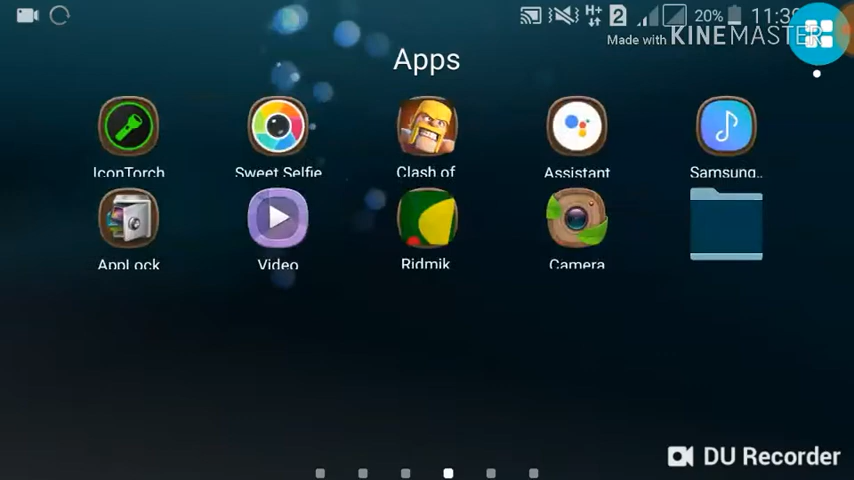 2 20% 11:3
Made with KINEMASTER
Apps
IconTorch Sweet Selfie Clash of Assistant Samsung..
AppLock Video Ridmik Camera
DU Recorder